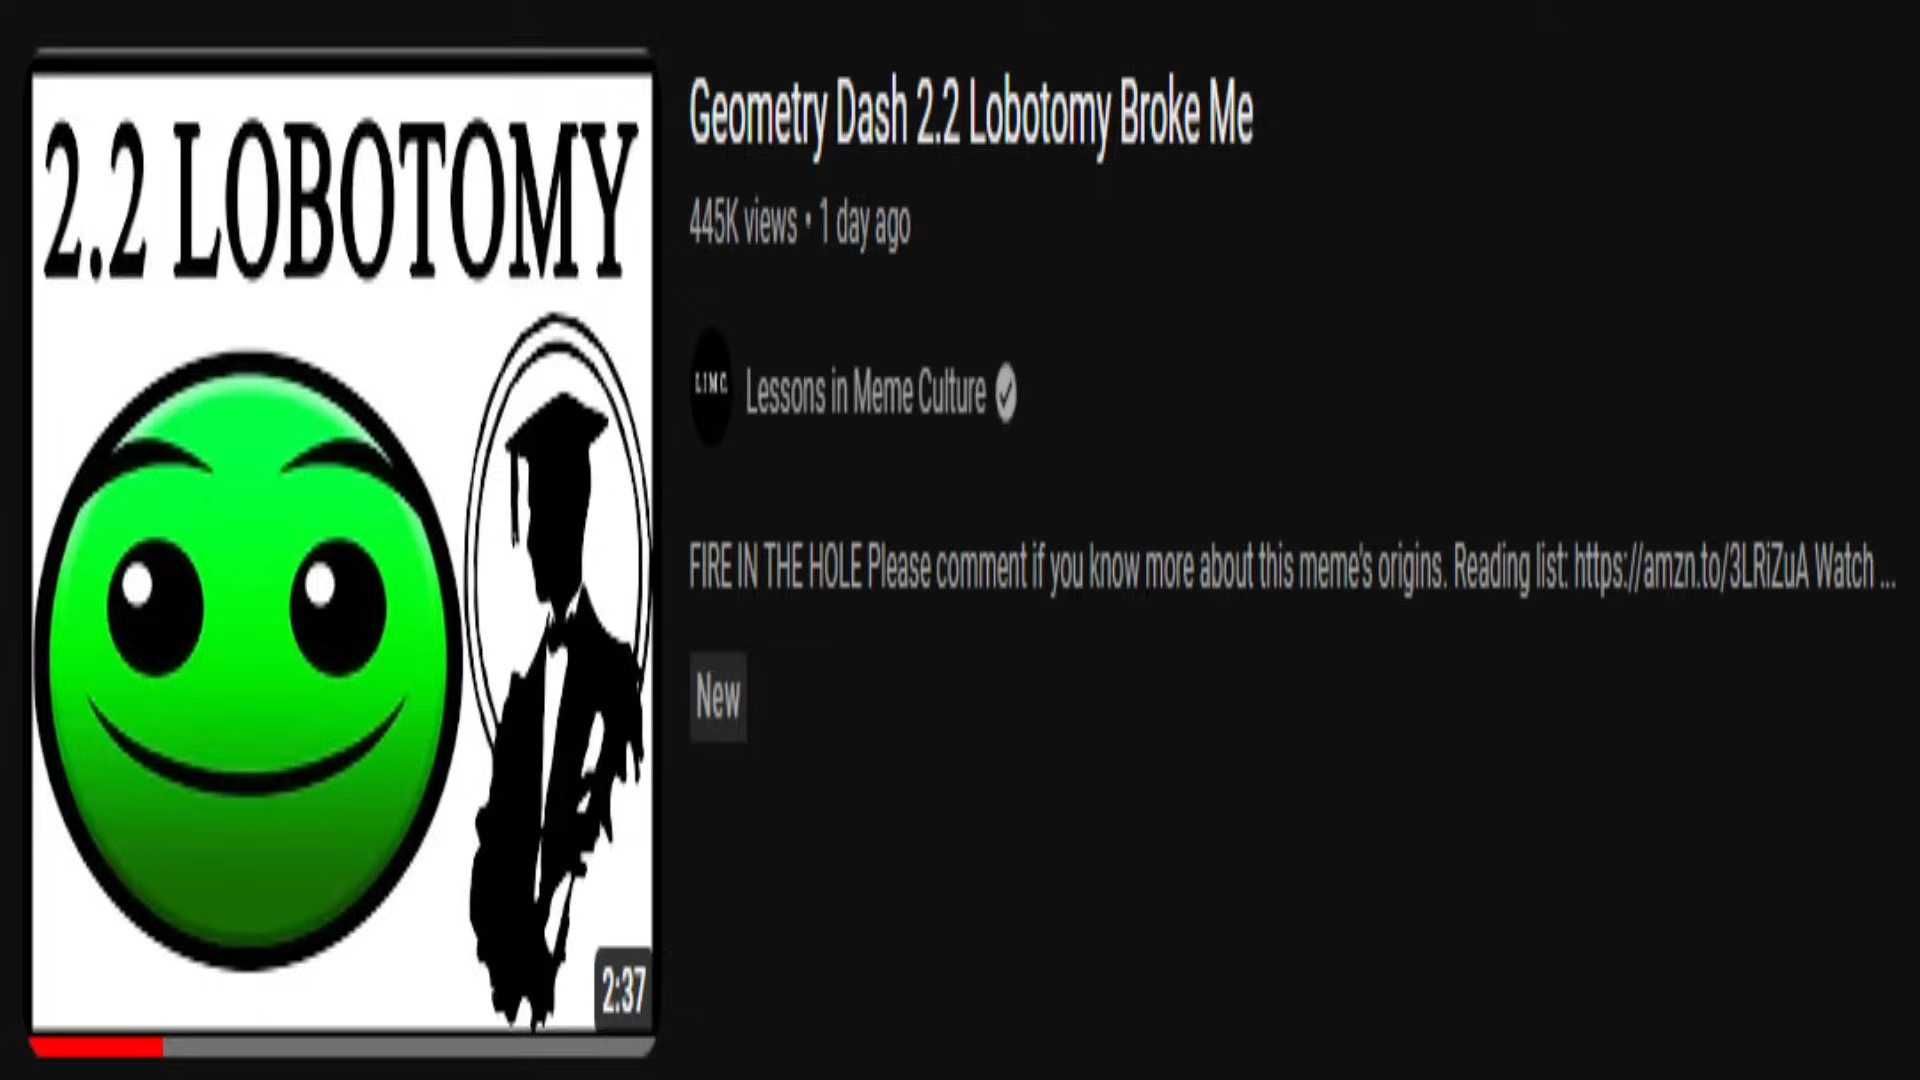 2.2 LOBOTOMY
2:37
Geometry Dash 2.2 Lobotomy Broke Me
445K views • 1 day ago
L.I.M.C.
Lessons in Meme Culture
FIRE IN THE HOLE Please comment if you know more about this meme's origins. Reading list: https://amzn.to/3LRiZuA Watch ...
New